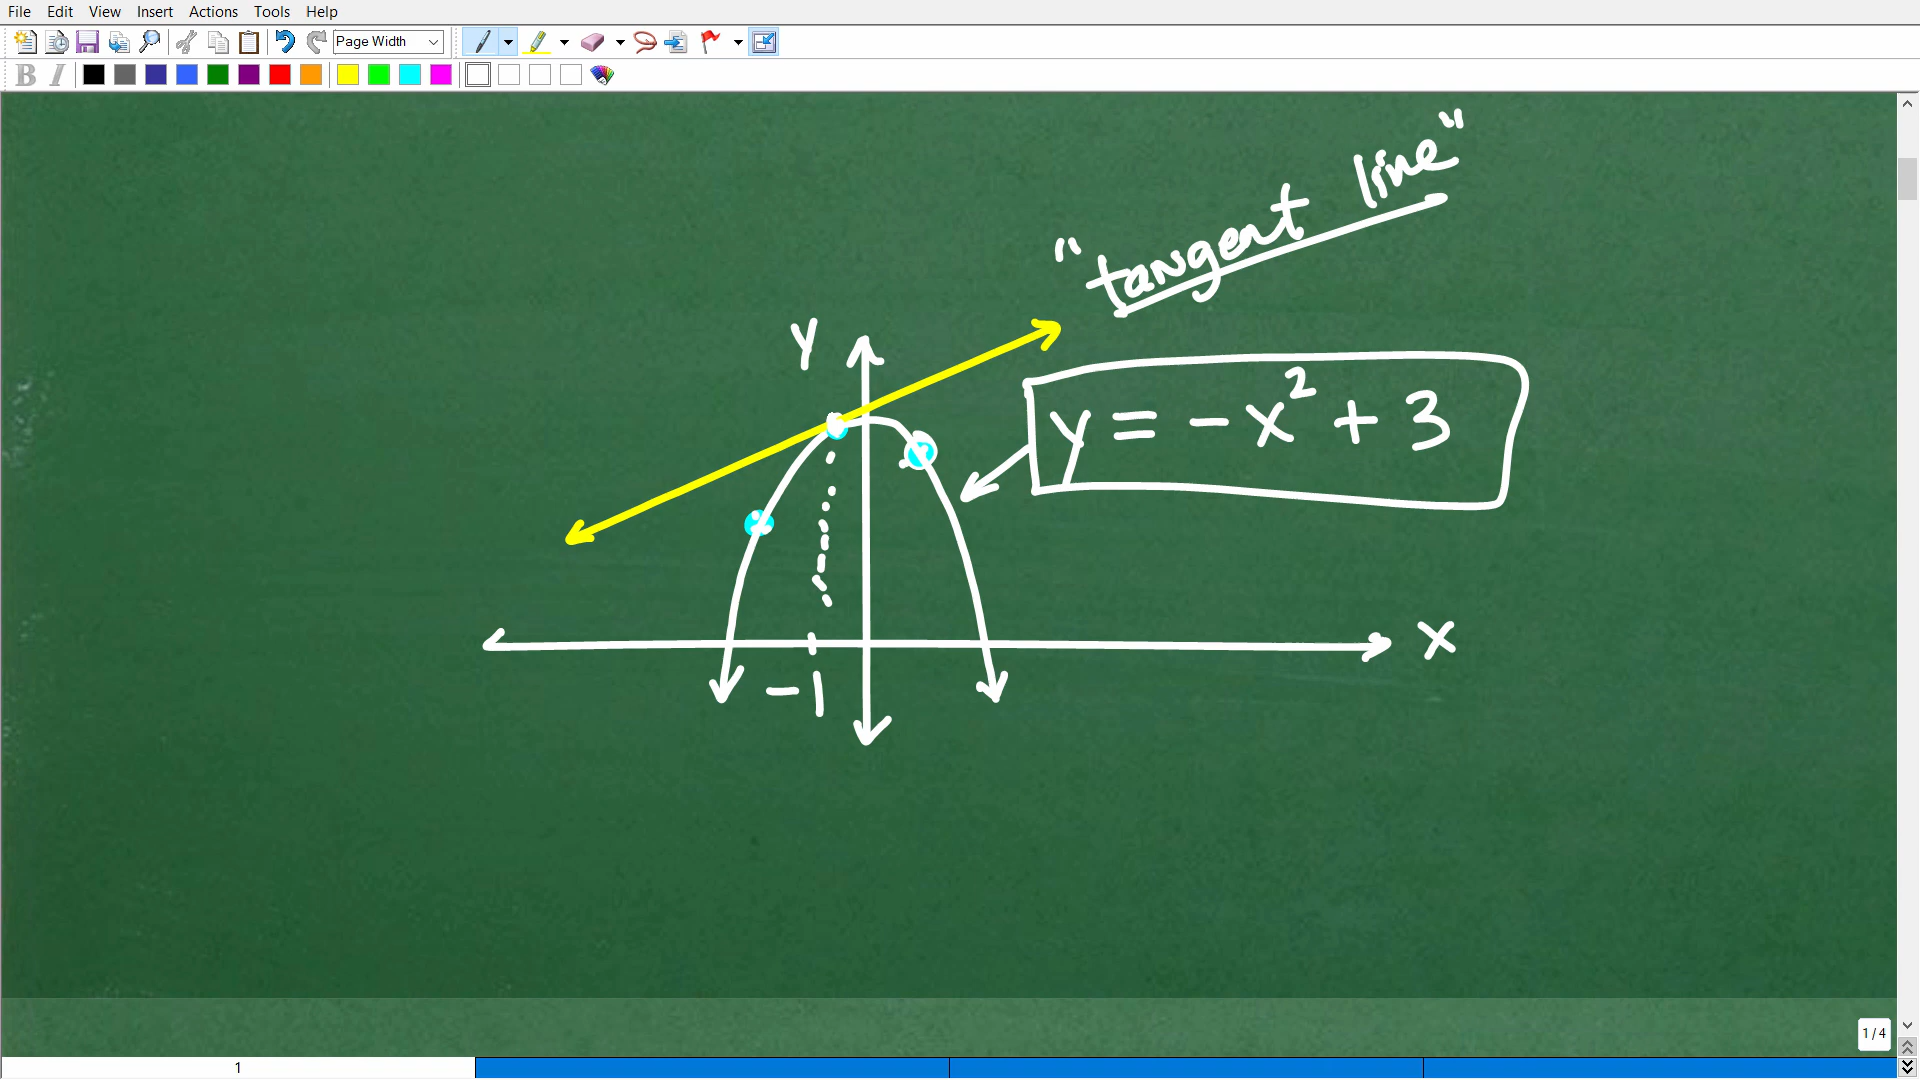 File Edit View Insert Actions Tools Help
Page Width
B I
"tangent line"
y
y = -x² + 3
x
-1
1 / 4
1